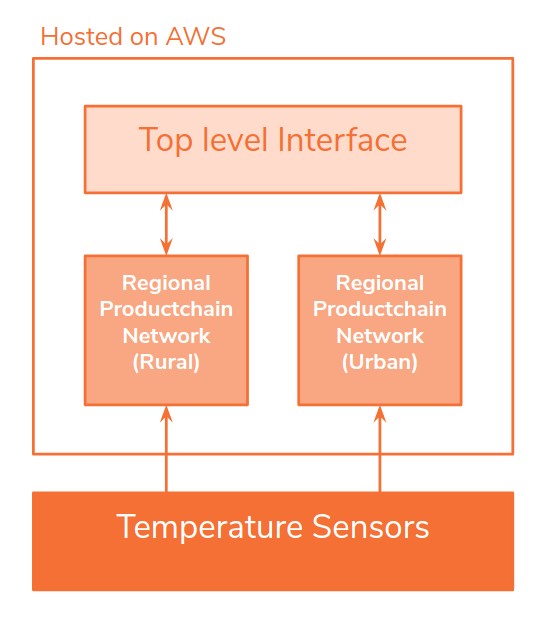 Hosted on AWS
Top level Interface
Regional
Productchain
Network
(Rural)
Regional
Productchain
Network
(Urban)
Temperature Sensors